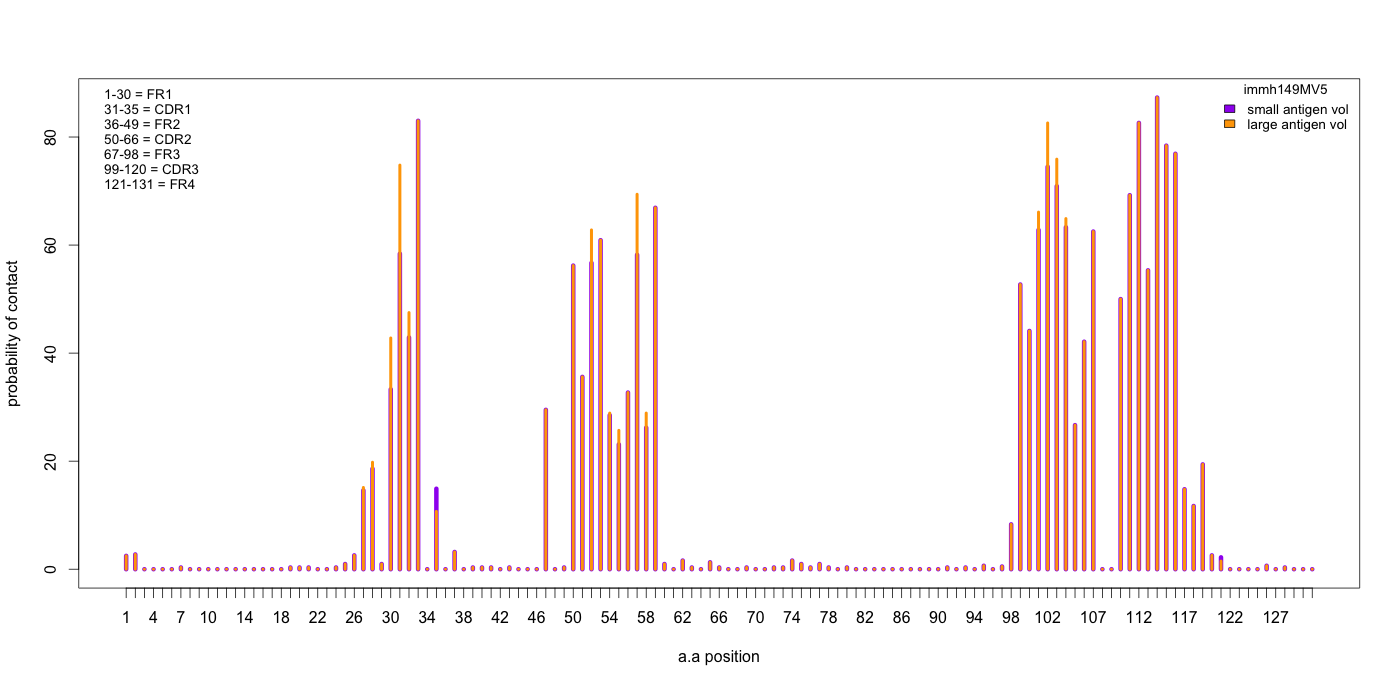 1-30 = FR1
31-35 = CDR1
36-49 = FR2
50-66 = CDR2
67-98 = FR3
99-120 = CDR3
121-131 = FR4
immh149MV5
small antigen vol
large antigen vol
probability of contact
80
60
40
20
0
1 4 7 10 14 18 22 26 30 34 38 42 46 50 54 58 62 66 70 74 78 82 86 90 94 98 102 107 112 117 122 127
a.a position